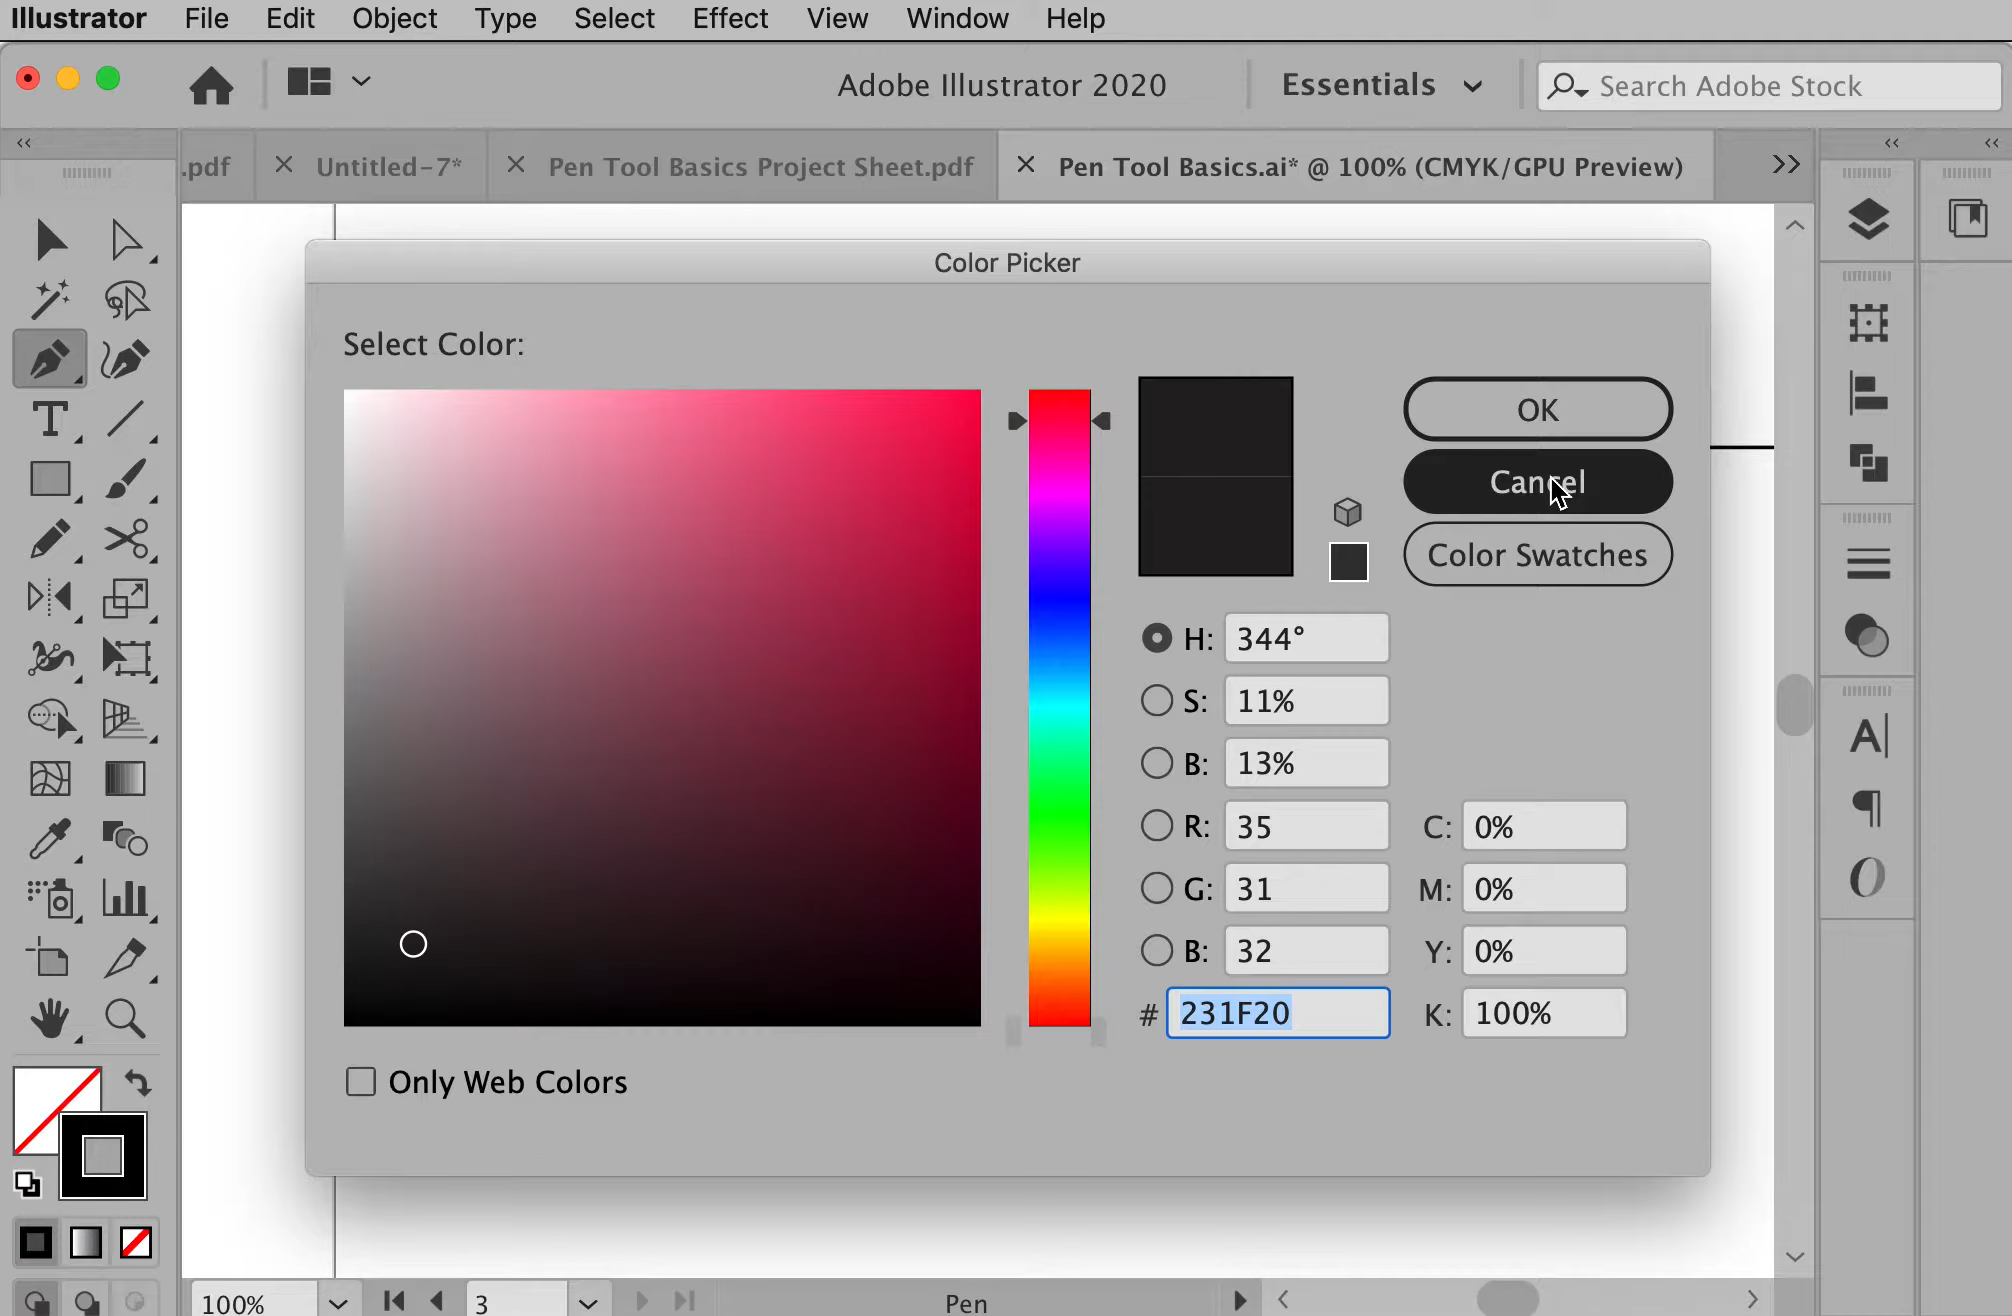 Illustrator File Edit Object Type Select Effect View Window Help
Adobe Illustrator 2020 Essentials Search Adobe Stock
.pdf Untitled-7* Pen Tool Basics Project Sheet.pdf Pen Tool Basics.ai* @ 100% (CMYK/GPU Preview)
Color Picker
Select Color:
OK
Cancel
Color Swatches
H: 344°
S: 11%
B: 13%
R: 35 C: 0%
G: 31 M: 0%
B: 32 Y: 0%
# 231F20 K: 100%
Only Web Colors
100% 3 Pen